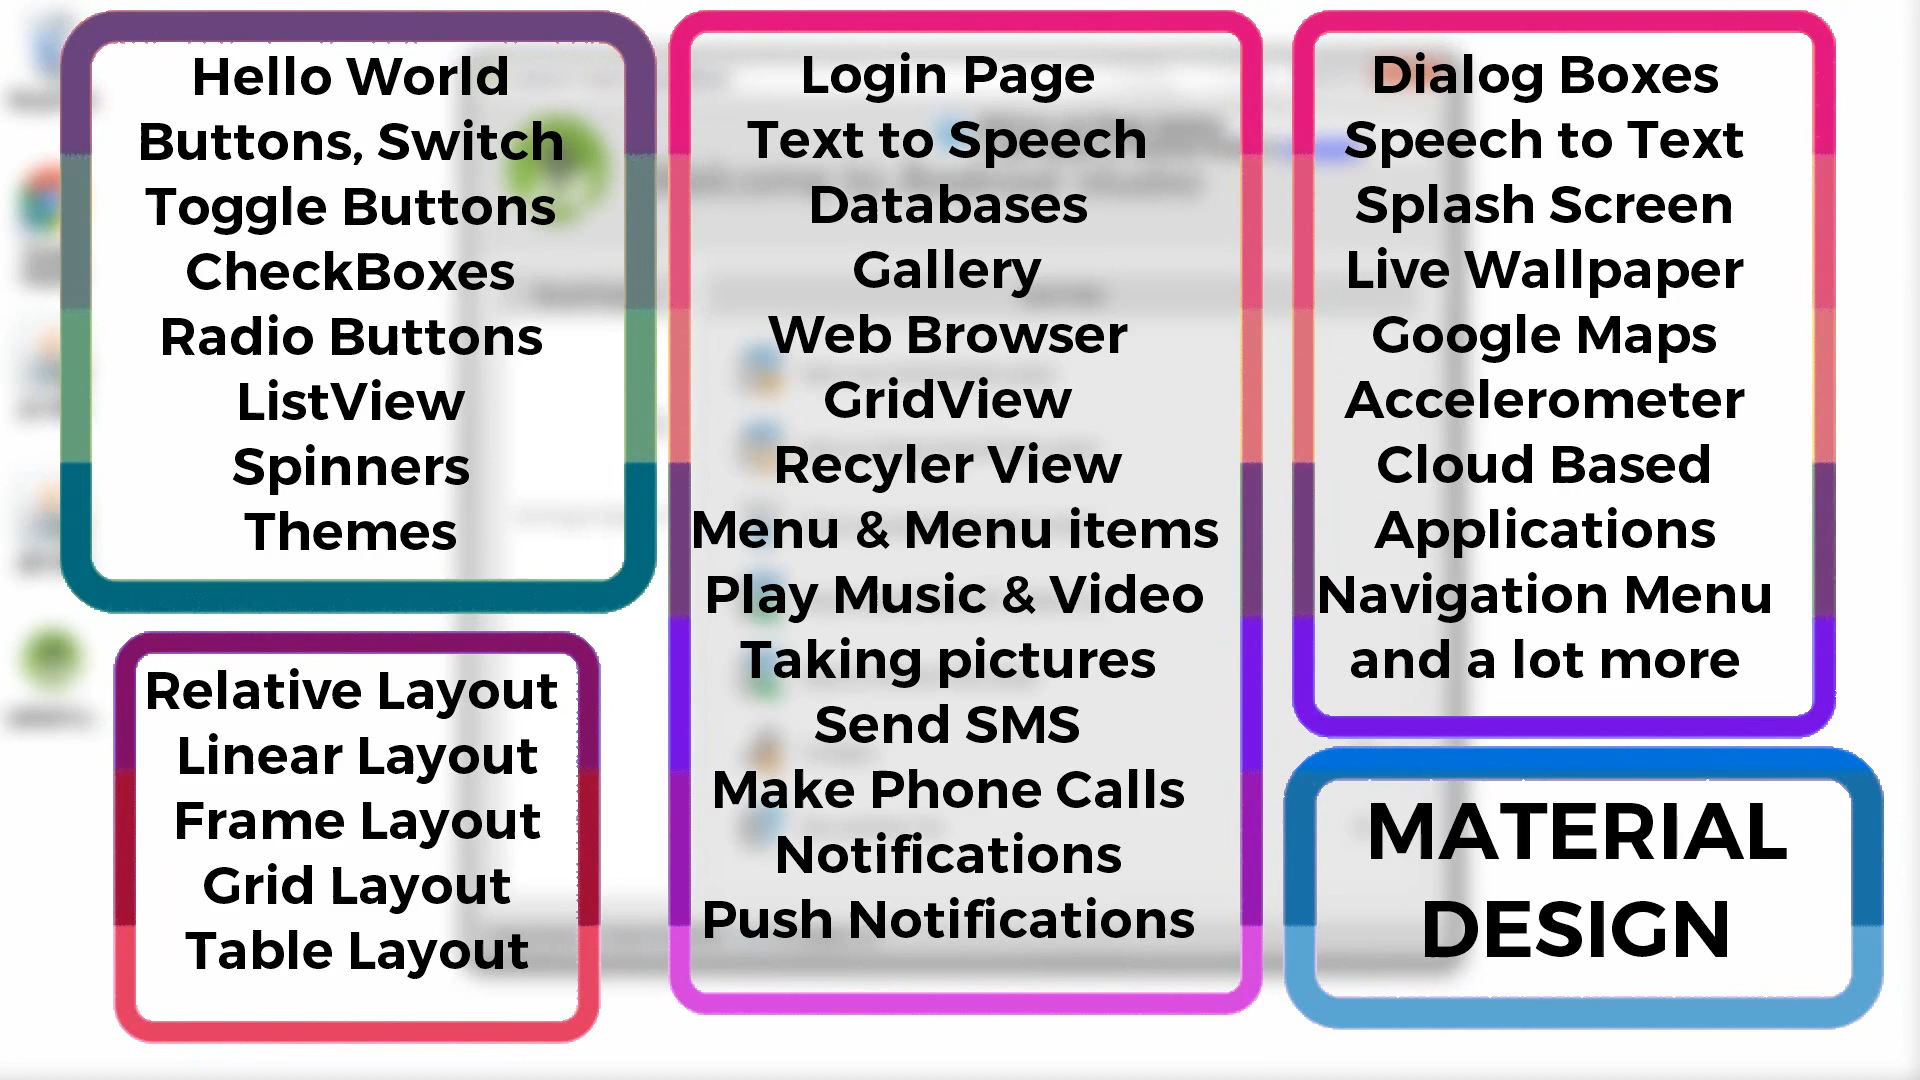 Hello World
Buttons, Switch
Toggle Buttons
CheckBoxes
Radio Buttons
ListView
Spinners
Themes
Relative Layout
Linear Layout
Frame Layout
Grid Layout
Table Layout
Login Page
Text to Speech
Databases
Gallery
Web Browser
GridView
Recyler View
Menu & Menu items
Play Music & Video
Taking pictures
Send SMS
Make Phone Calls
Notifications
Push Notifications
Dialog Boxes
Speech to Text
Splash Screen
Live Wallpaper
Google Maps
Accelerometer
Cloud Based
Applications
Navigation Menu
and a lot more
MATERIAL
DESIGN